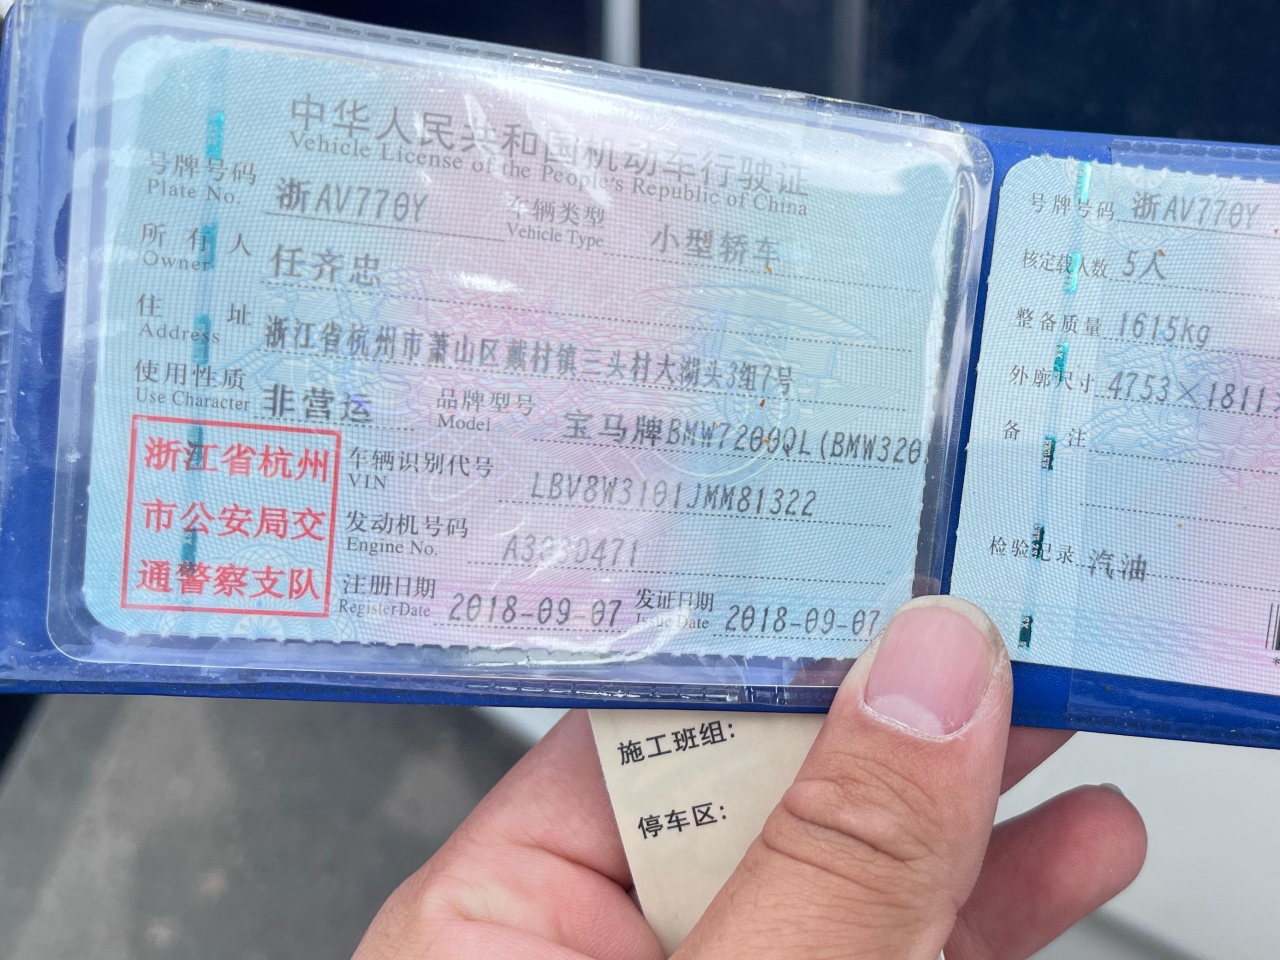 中华人民共和国机动车行驶证
Vehicle License of the People's Republic of China
号牌号码 浙AV770Y 车辆类型 小型轿车
Plate No. Vehicle Type
所有人 任齐忠
Owner
住址 浙江省杭州市萧山区戴村镇三头村大湖头3组7号
Address
使用性质 非营运 品牌型号 宝马牌BMW7200QL(BMW320
Use Character Model
浙江省杭州
市公安局交
通警察支队
车辆识别代号 LBV8W3101JMM81322
VIN
发动机号码
Engine No.
注册日期 2018-09-07 发证日期 2018-09-07
Register Date Issue Date
号牌号码 浙AV770Y
核定载人数 5人
整备质量 1615kg
外廓尺寸 4753×1811
备注
检验记录 汽油
施工班组:
停车区: